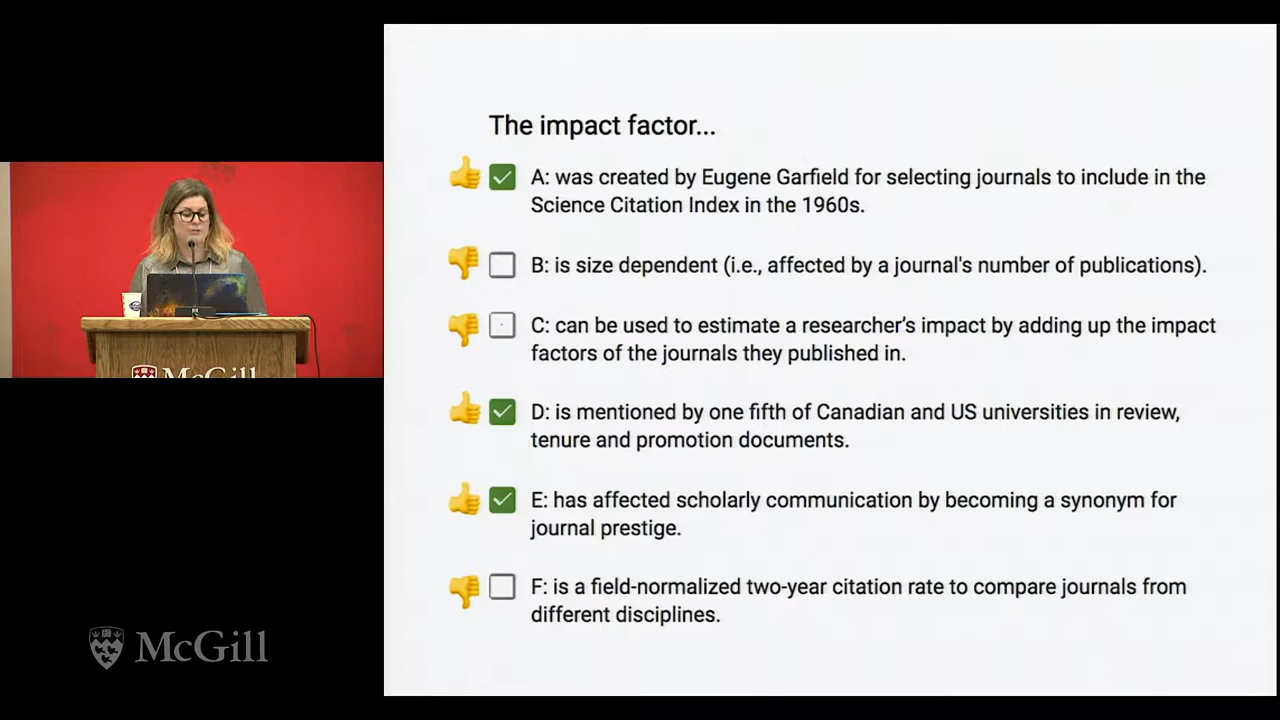 The impact factor...
A: was created by Eugene Garfield for selecting journals to include in the
Science Citation Index in the 1960s.
B: is size dependent (i.e., affected by a journal's number of publications).
C: can be used to estimate a researcher’s impact by adding up the impact
factors of the journals they published in.
D: is mentioned by one fifth of Canadian and US universities in review,
tenure and promotion documents.
E: has affected scholarly communication by becoming a synonym for
journal prestige.
F: is a field-normalized two-year citation rate to compare journals from
different disciplines.
McGill
McGill